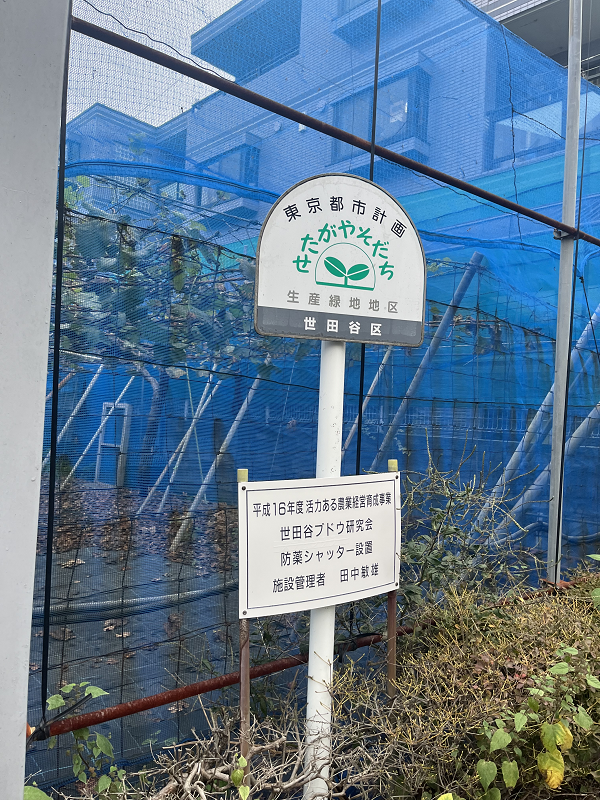 東京都市計画
せたがやそだち
生産緑地地区
世田谷区
平成16年度 活力ある農業経営育成事業
世田谷ブドウ研究会
防薬シャッター設置
施設管理者　田中敏雄